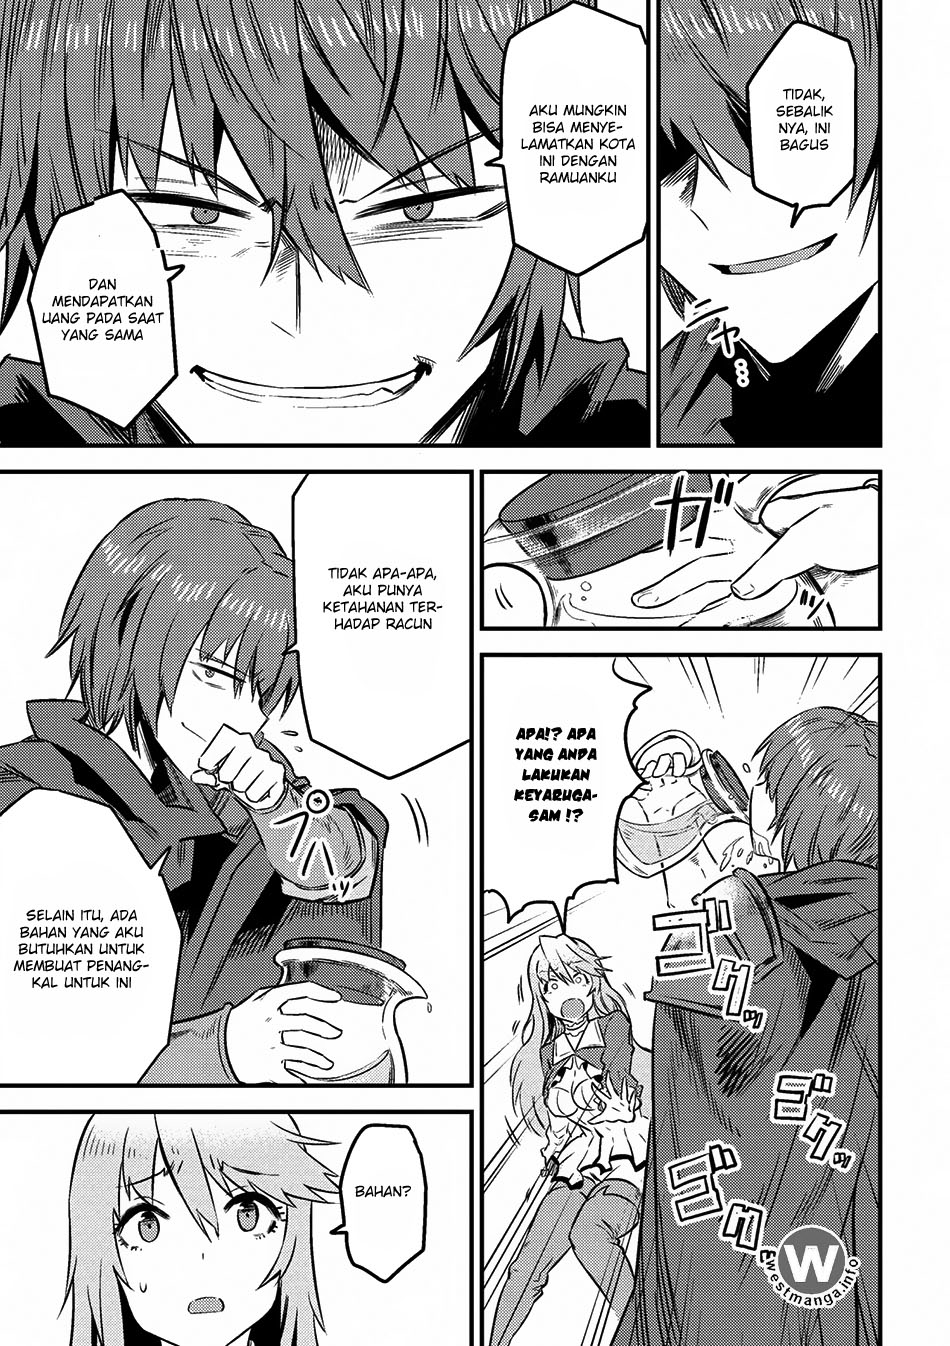 TIDAK,
SEBALIK
NYA, INI
BAGUS
AKU MUNGKIN
BISA MENYE-
LAMATKAN KOTA
INI DENGAN
RAMUANKU
DAN
MENDAPATKAN
UANG PADA SAAT
YANG SAMA
ガッ
APA!? APA
YANG ANDA
LAKUKAN
KEYARUGA-
SAM !?
ゴク
ゴク
ゴクッ
ゴクッ
TIDAK APA-APA,
AKU PUNYA
KETAHANAN TER-
HADAP RACUN
SELAIN ITU, ADA
BAHAN YANG AKU
BUTUHKAN UNTUK
MEMBUAT PENANG-
KAL UNTUK INI
BAHAN?
W
westmanga.info